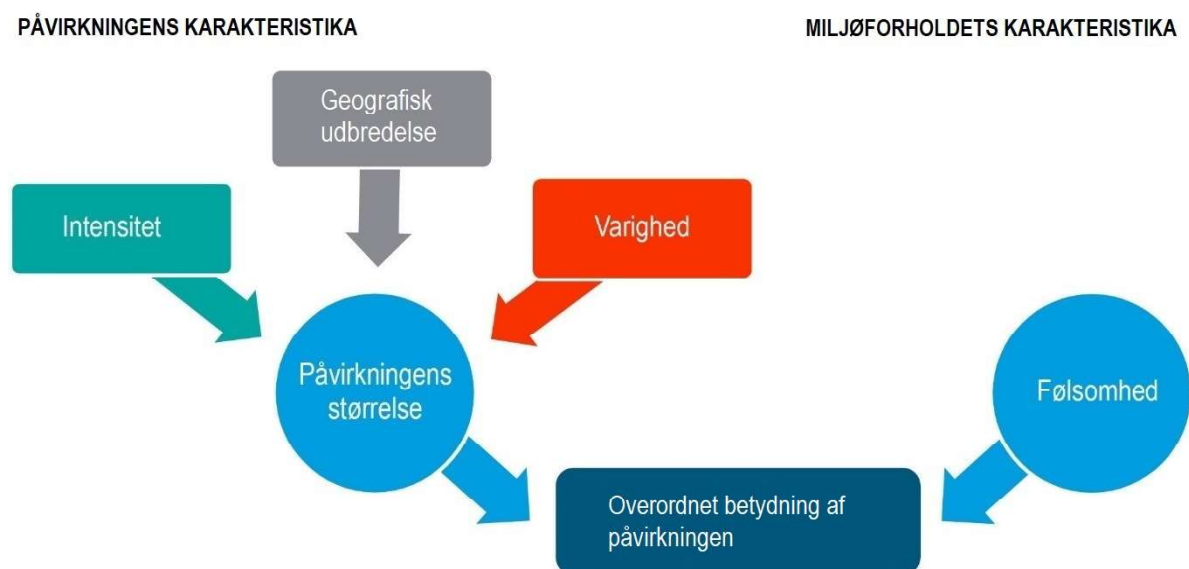 PÅVIRKNINGENS KARAKTERISTIKA
MILJØFORHOLDETS KARAKTERISTIKA
Geografisk
udbredelse
Intensitet
Varighed
Påvirkningens
størrelse
Følsomhed
Overordnet betydning af
påvirkningen